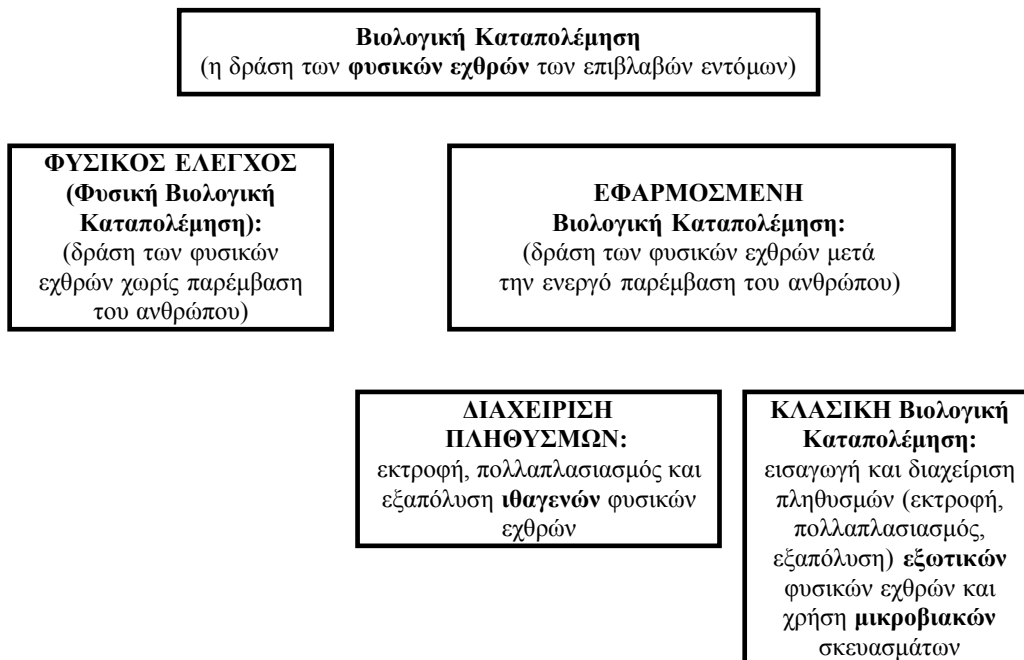 Βιολογική Καταπολέμηση
(η δράση των φυσικών εχθρών των επιβλαβών εντόμων)
ΦΥΣΙΚΟΣ ΕΛΕΓΧΟΣ
(Φυσική Βιολογική
Καταπολέμηση):
(δράση των φυσικών
εχθρών χωρίς παρέμβαση
του ανθρώπου)
ΕΦΑΡΜΟΣΜΕΝΗ
Βιολογική Καταπολέμηση:
(δράση των φυσικών εχθρών μετά
την ενεργό παρέμβαση του ανθρώπου)
ΔΙΑΧΕΙΡΙΣΗ
ΠΛΗΘΥΣΜΩΝ:
εκτροφή, πολλαπλασιασμός και
εξαπόλυση ιθαγενών φυσικών
εχθρών
ΚΛΑΣΙΚΗ Βιολογική
Καταπολέμηση:
εισαγωγή και διαχείριση
πληθυσμών (εκτροφή,
πολλαπλασιασμός,
εξαπόλυση) εξωτικών
φυσικών εχθρών και
χρήση μικροβιακών
σκευασμάτων